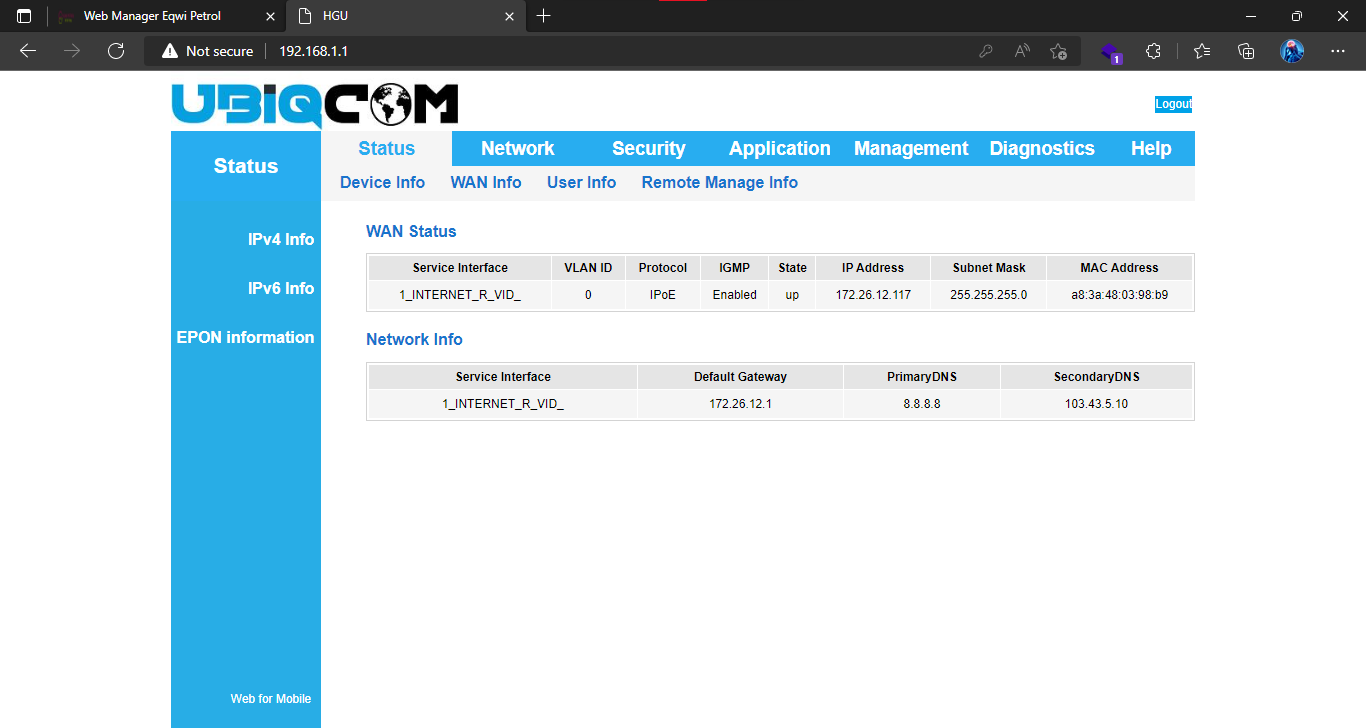 Web Manager Eqwi Petrol
HGU
Not secure
192.168.1.1
1
UBIQCOM
Logout
Status
Status Network Security Application Management Diagnostics Help
Device Info WAN Info User Info Remote Manage Info
IPv4 Info
IPv6 Info
EPON information
WAN Status
Service Interface VLAN ID Protocol IGMP State IP Address Subnet Mask MAC Address
1_INTERNET_R_VID_ 0 IPoE Enabled up 172.26.12.117 255.255.255.0 a8:3a:48:03:98:b9
Network Info
Service Interface Default Gateway PrimaryDNS SecondaryDNS
1_INTERNET_R_VID_ 172.26.12.1 8.8.8.8 103.43.5.10
Web for Mobile